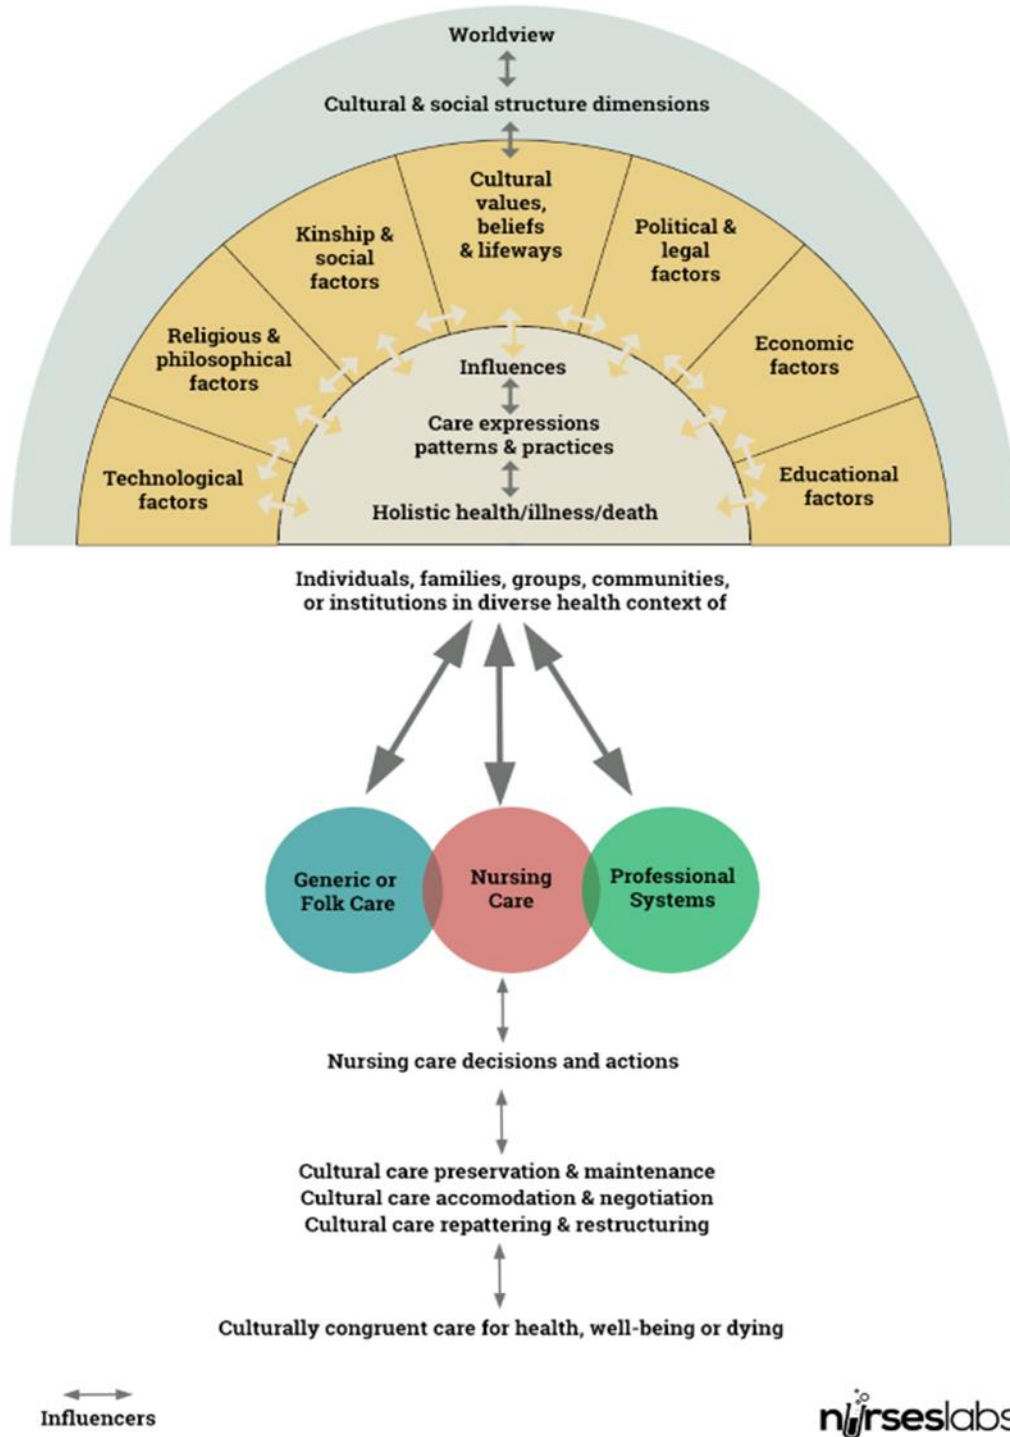 Worldview
Cultural & social structure dimensions
Cultural
values,
beliefs
& lifeways
Kinship &
social
factors
Political &
legal
factors
Religious &
philosophical
factors
Economic
factors
Technological
factors
Educational
factors
Influences
Care expressions
patterns & practices
Holistic health/illness/death
Individuals, families, groups, communities,
or institutions in diverse health context of
Generic or
Folk Care
Nursing
Care
Professional
Systems
Nursing care decisions and actions
Cultural care preservation & maintenance
Cultural care accomodation & negotiation
Cultural care repattering & restructuring
Culturally congruent care for health, well-being or dying
Influencers
nurseslabs